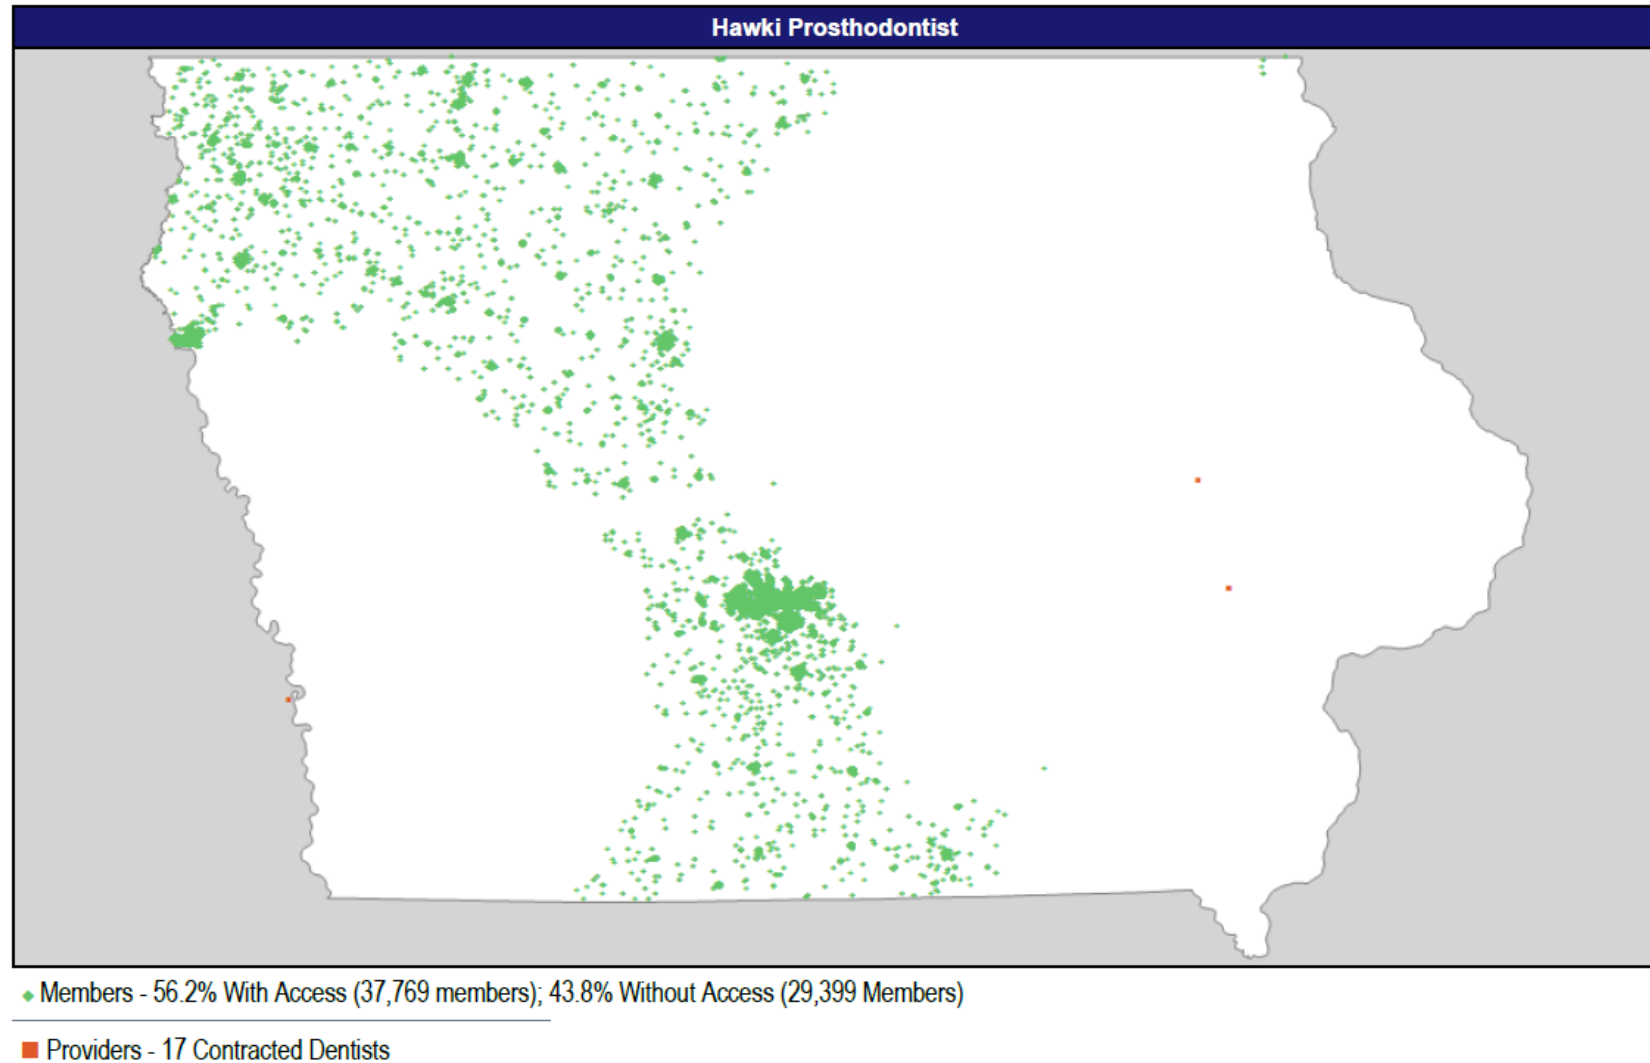 Hawki Prosthodontist
Members - 56.2% With Access (37,769 members); 43.8% Without Access (29,399 Members)
Providers - 17 Contracted Dentists